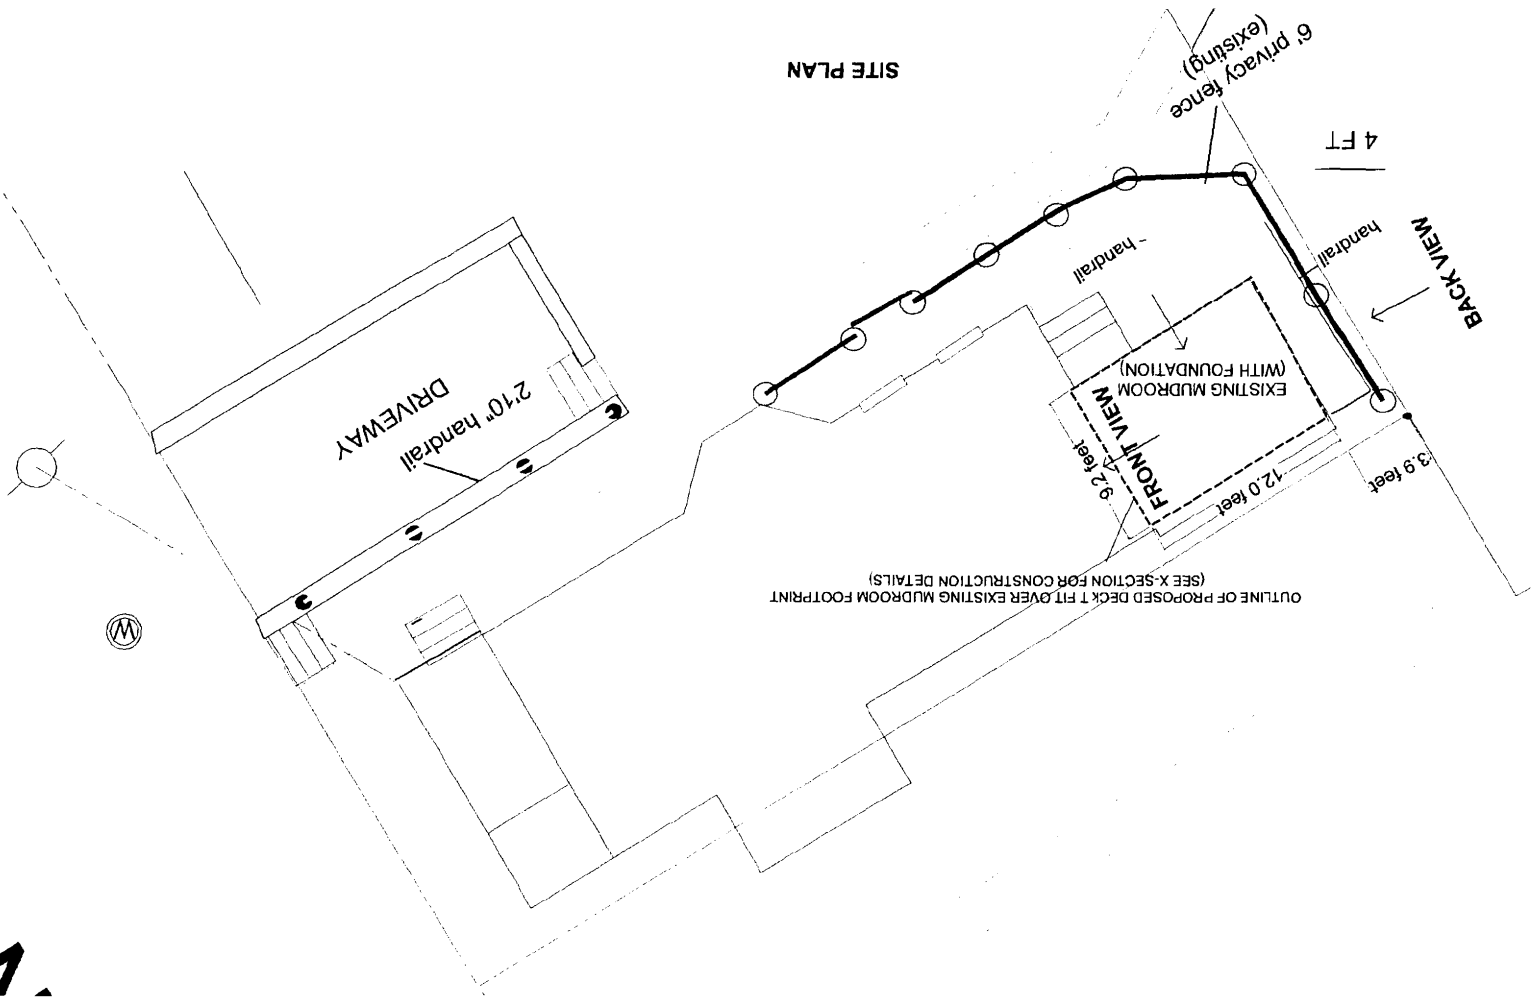 OUTLINE OF PROPOSED DECK T FIT OVER EXISTING MUDROOM FOOTPRINT
(SEE X-SECTION FOR CONSTRUCTION DETAILS)
3.9 feet
12.0 feet
9.2 feet
FRONT VIEW
EXISTING MUDROOM
(WITH FOUNDATION)
BACK VIEW
handrail
handrail
4 FT
6' privacy fence
(existing)
2'10" handrail
DRIVEWAY
W
SITE PLAN